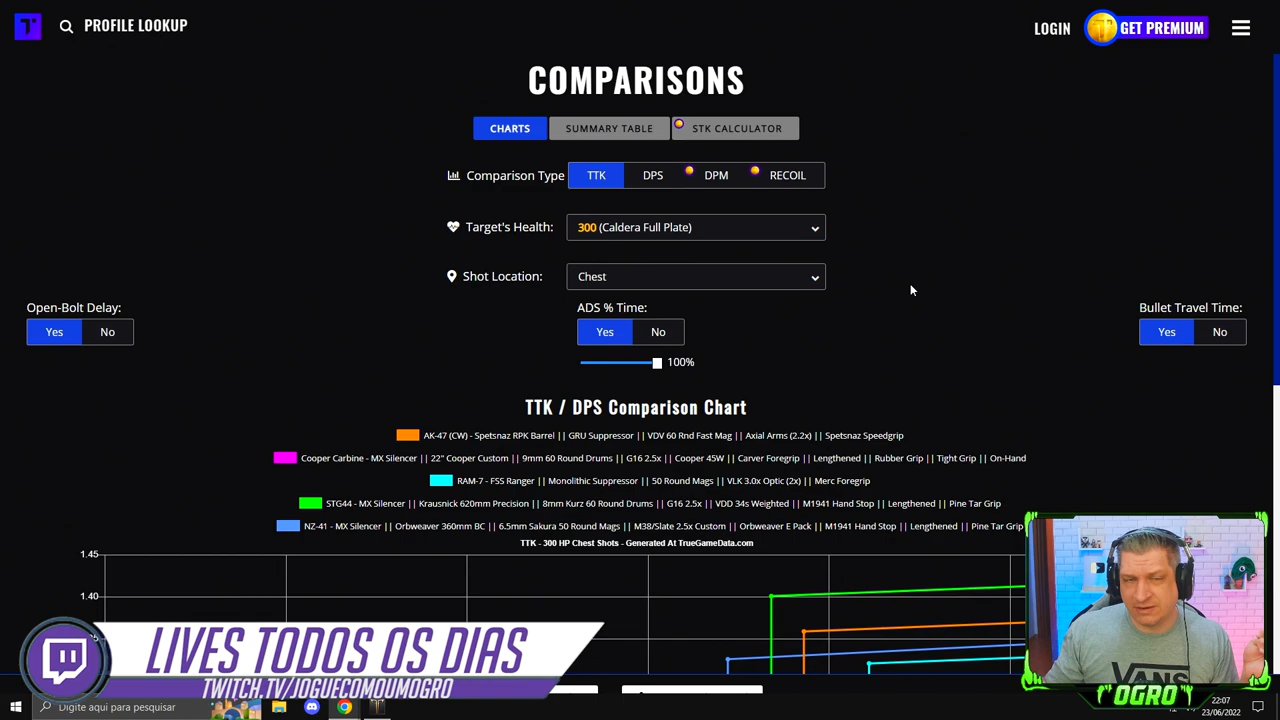 PROFILE LOOKUP
LOGIN
GET PREMIUM
COMPARISONS
CHARTS
SUMMARY TABLE
STK CALCULATOR
Comparison Type
TTK
DPS
DPM
RECOIL
Target's Health:
300 (Caldera Full Plate)
Shot Location:
Chest
Open-Bolt Delay:
Yes
No
ADS % Time:
Yes
No
100%
Bullet Travel Time:
Yes
No
TTK / DPS Comparison Chart
AK-47 (CW) - Spetsnaz RPK Barrel || GRU Suppressor || VDV 60 Rnd Fast Mag || Axial Arms (2.2x) || Spetsnaz Speedgrip
Cooper Carbine - MX Silencer || 22" Cooper Custom || 9mm 60 Round Drums || G16 2.5x || Cooper 45W || Carver Foregrip || Lengthened || Rubber Grip || Tight Grip || On-Hand
RAM-7 - FSS Ranger || Monolithic Suppressor || 50 Round Mags || VLK 3.0x Optic (2x) || Merc Foregrip
STG44 - MX Silencer || Krausnick 620mm Precision || 8mm Kurz 60 Round Drums || G16 2.5x || VDD 34s Weighted || M1941 Hand Stop || Lengthened || Pine Tar Grip
NZ-41 - MX Silencer || Orbweaver 360mm BC || 6.5mm Sakura 50 Round Mags || M38/Slate 2.5x Custom || Orbweaver E Pack || M1941 Hand Stop || Lengthened || Pine Tar Grip
TTK - 300 HP Chest Shots - Generated At TrueGameData.com
1.45
1.40
LIVES TODOS OS DIAS
TWITCH.TV/JOGUECOMOUMOGRO
VANS
OGRO
Digite aqui para pesquisar
22:07
23/06/2022